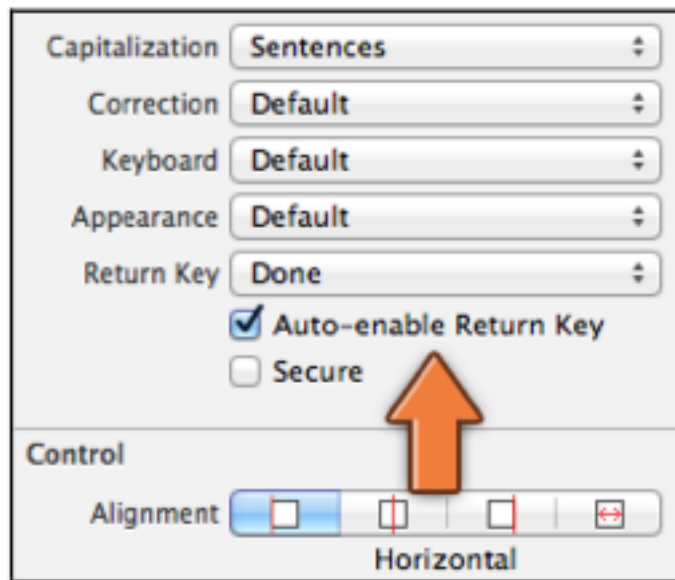 Capitalization Sentences
Correction Default
Keyboard Default
Appearance Default
Return Key Done
Auto-enable Return Key
Secure
Control
Alignment
Horizontal